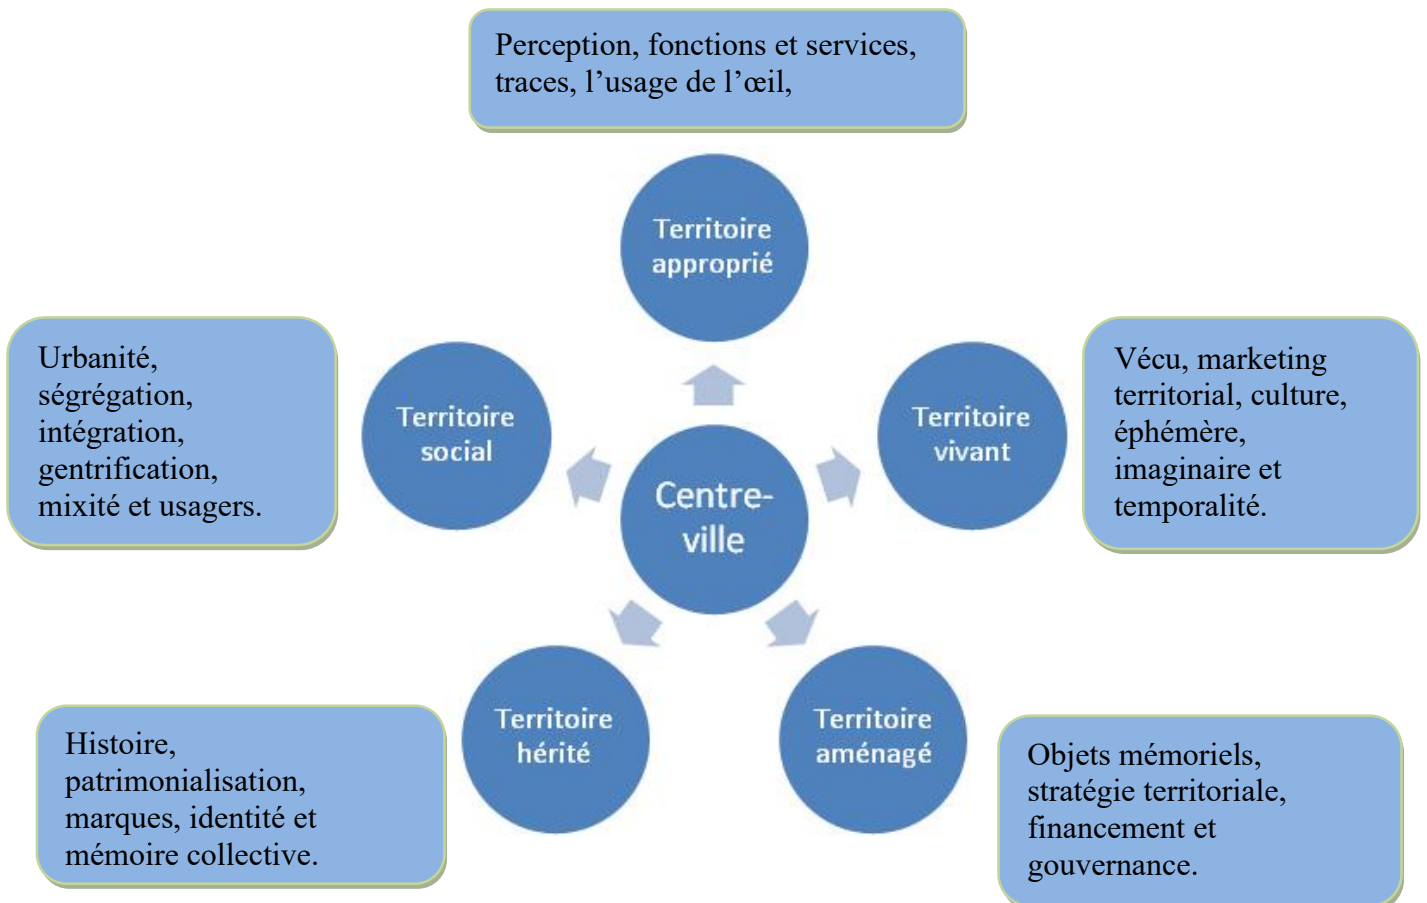 Perception, fonctions et services,
traces, l’usage de l’œil,
Territoire
approprié
Urbanité,
ségrégation,
intégration,
gentrification,
mixité et usagers.
Territoire
social
Centre-
ville
Territoire
vivant
Vécu, marketing
territorial, culture,
éphémère,
imaginaire et
temporalité.
Histoire,
patrimonialisation,
marques, identité et
mémoire collective.
Territoire
hérité
Territoire
aménagé
Objets mémoriels,
stratégie territoriale,
financement et
gouvernance.